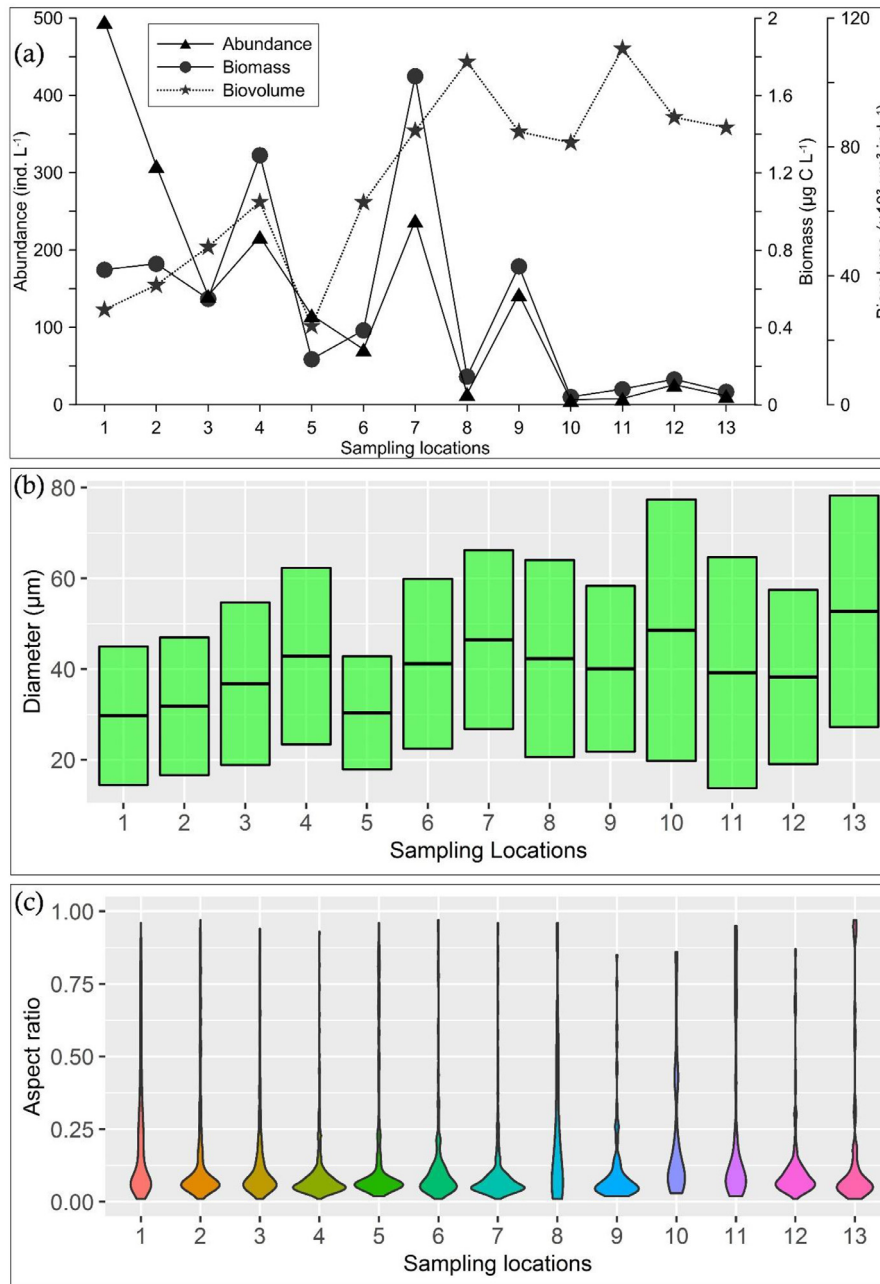 (a)
Abundance
Biomass
Biovolume
500
400
300
200
100
0
Abundance (ind. L⁻¹)
2
1.6
1.2
0.8
0.4
0
Biomass (µg C L⁻¹)
120
80
40
0
1 2 3 4 5 6 7 8 9 10 11 12 13
Sampling locations
(b)
80
60
40
20
Diameter (µm)
1 2 3 4 5 6 7 8 9 10 11 12 13
Sampling Locations
(c)
1.00
0.75
0.50
0.25
0.00
Aspect ratio
1 2 3 4 5 6 7 8 9 10 11 12 13
Sampling locations